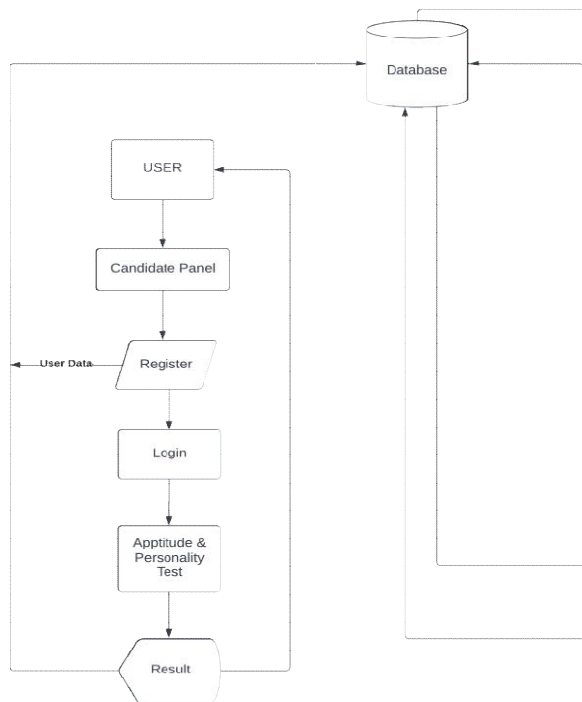 Database
USER
Candidate Panel
User Data
Register
Login
Apptitude &
Personality
Test
Result